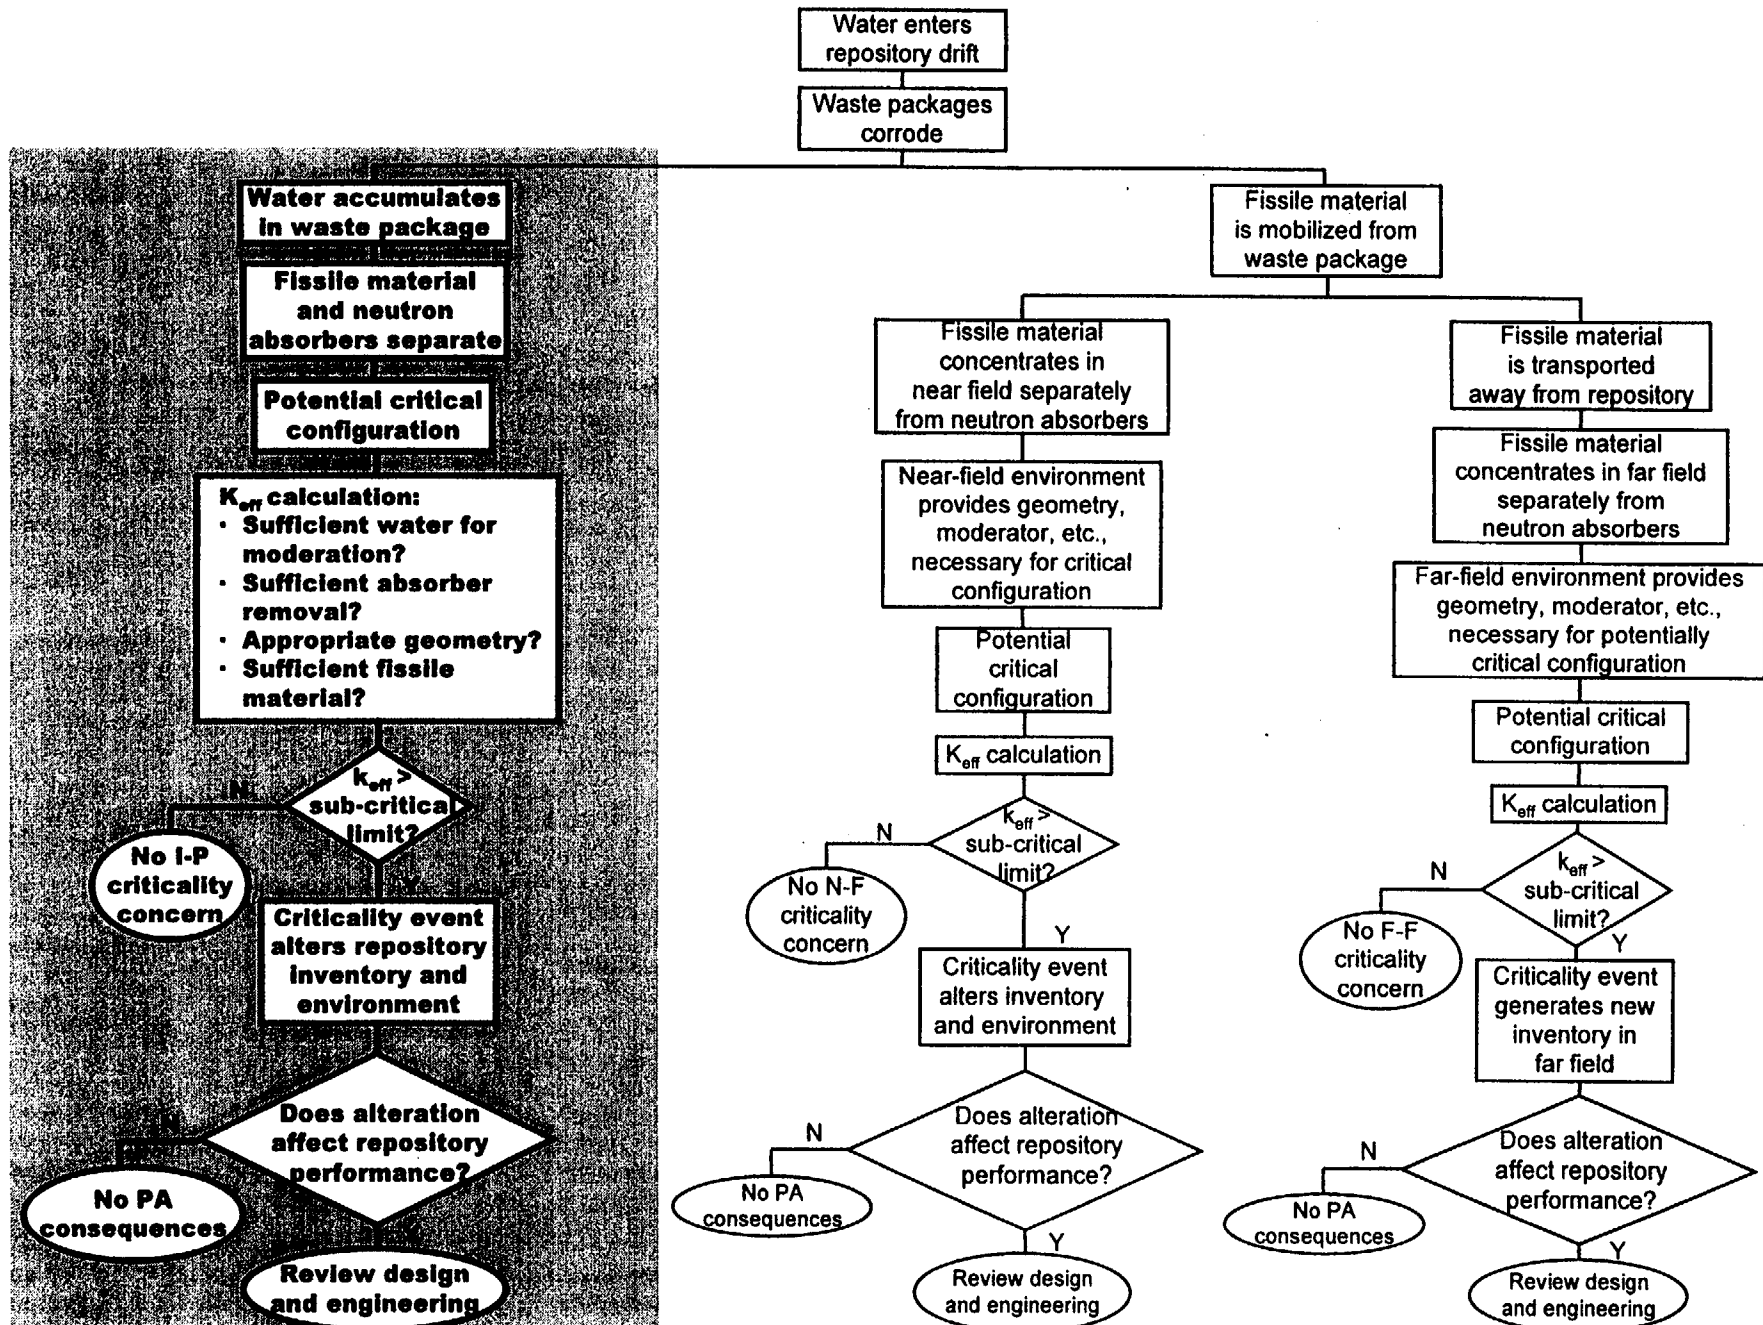 Water enters
repository drift
Waste packages
corrode
Water accumulates
in waste package
Fissile material
and neutron
absorbers separate
Potential critical
configuration
Keff calculation:
· Sufficient water for
moderation?
· Sufficient absorber
removal?
· Appropriate geometry?
· Sufficient fissile
material?
keff >
sub-critical
limit?
N
No I-P
criticality
concern
Y
Criticality event
alters repository
inventory and
environment
Does alteration
affect repository
performance?
N
No PA
consequences
Y
Review design
and engineering
Fissile material
is mobilized from
waste package
Fissile material
concentrates in
near field separately
from neutron absorbers
Near-field environment
provides geometry,
moderator, etc.,
necessary for critical
configuration
Potential
critical
configuration
Keff calculation
keff >
sub-critical
limit?
N
No N-F
criticality
concern
Y
Criticality event
alters inventory
and environment
Does alteration
affect repository
performance?
N
No PA
consequences
Y
Review design
and engineering
Fissile material
is transported
away from repository
Fissile material
concentrates in far field
separately from
neutron absorbers
Far-field environment provides
geometry, moderator, etc.,
necessary for potentially
critical configuration
Potential critical
configuration
Keff calculation
keff >
sub-critical
limit?
N
No F-F
criticality
concern
Y
Criticality event
generates new
inventory in
far field
Does alteration
affect repository
performance?
N
No PA
consequences
Y
Review design
and engineering